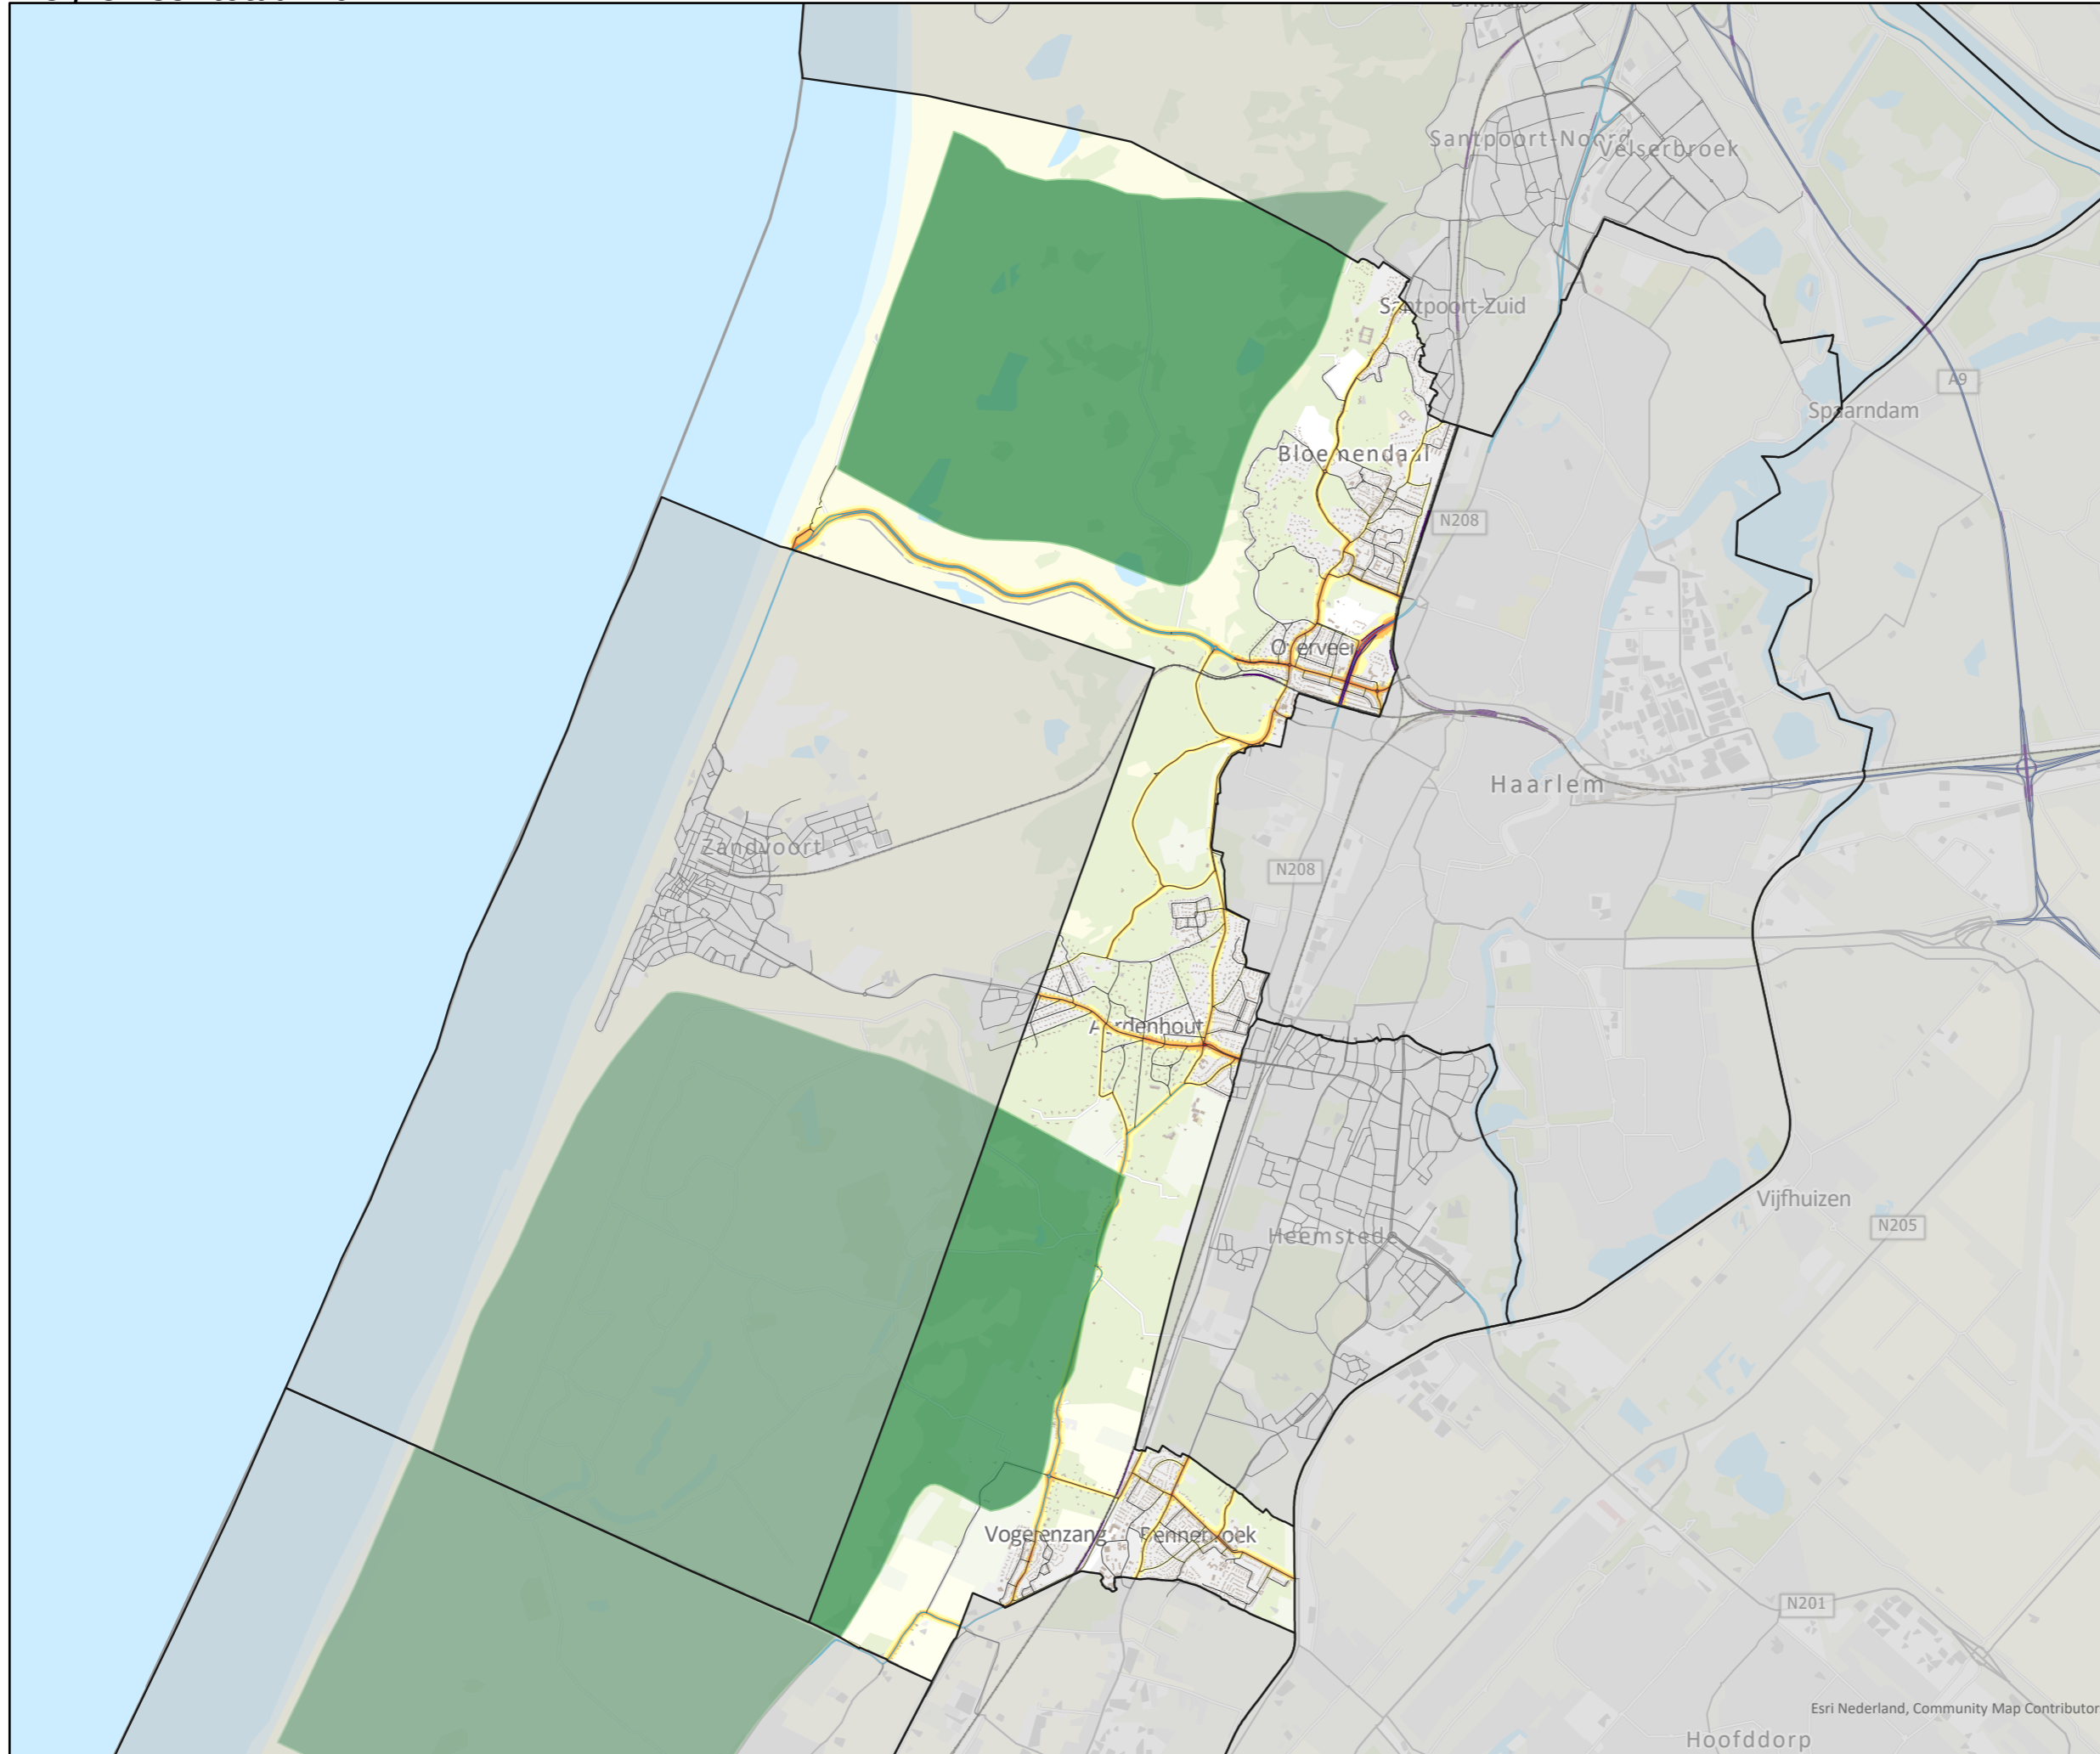 Santpoort-Noord
Velserbroek
Santpoort-Zuid
A9
Spaarndam
Bloemendaal
N208
Overveen
Haarlem
Zandvoort
N208
Aerdenhout
Vijfhuizen
N205
Heemstede
Vogelenzang
Bennebroek
N201
Esri Nederland, Community Map Contributor
Hoofddorp